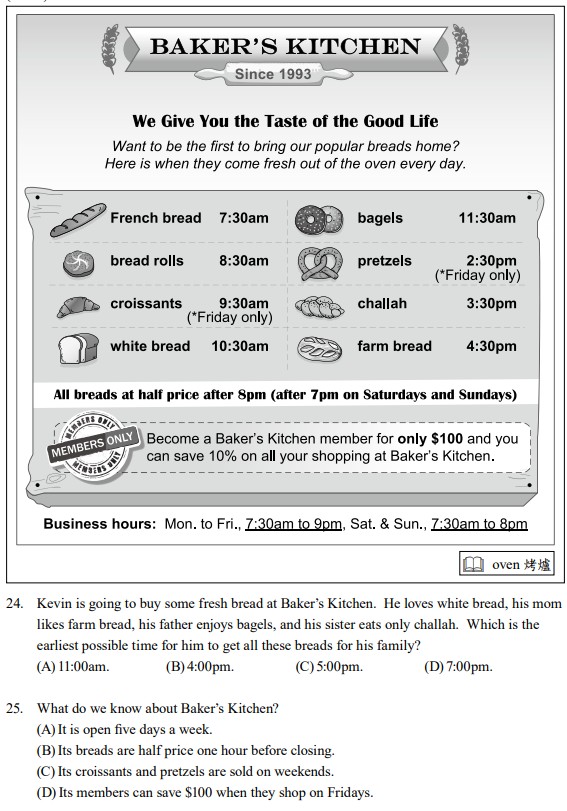 BAKER'S KITCHEN
Since 1993
We Give You the Taste of the Good Life
Want to be the first to bring our popular breads home?
Here is when they come fresh out of the oven every day.
French bread 7:30am
bread rolls 8:30am
croissants 9:30am
(*Friday only)
white bread 10:30am
bagels 11:30am
pretzels 2:30pm
(*Friday only)
challah 3:30pm
farm bread 4:30pm
All breads at half price after 8pm (after 7pm on Saturdays and Sundays)
MEMBERS ONLY
MEMBERS ONLY
MEMBERS ONLY
Become a Baker's Kitchen member for only $100 and you
can save 10% on all your shopping at Baker's Kitchen.
Business hours: Mon. to Fri., 7:30am to 9pm, Sat. & Sun., 7:30am to 8pm
oven 烤爐
24. Kevin is going to buy some fresh bread at Baker's Kitchen. He loves white bread, his mom
likes farm bread, his father enjoys bagels, and his sister eats only challah. Which is the
earliest possible time for him to get all these breads for his family?
(A) 11:00am. (B) 4:00pm. (C) 5:00pm. (D) 7:00pm.
25. What do we know about Baker's Kitchen?
(A) It is open five days a week.
(B) Its breads are half price one hour before closing.
(C) Its croissants and pretzels are sold on weekends.
(D) Its members can save $100 when they shop on Fridays.